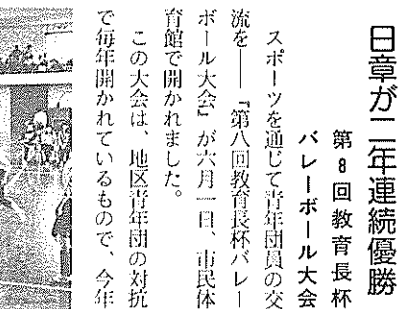 日章が二年連続優勝
第8回教育長杯
バレーボール大会
スポーツを通じて青年団員の交
流を――『第八回教育長杯バレー
ボール大会』が六月一日、市民体
育館で開かれました。
この大会は、地区青年団の対抗
で毎年開かれているもので、今年